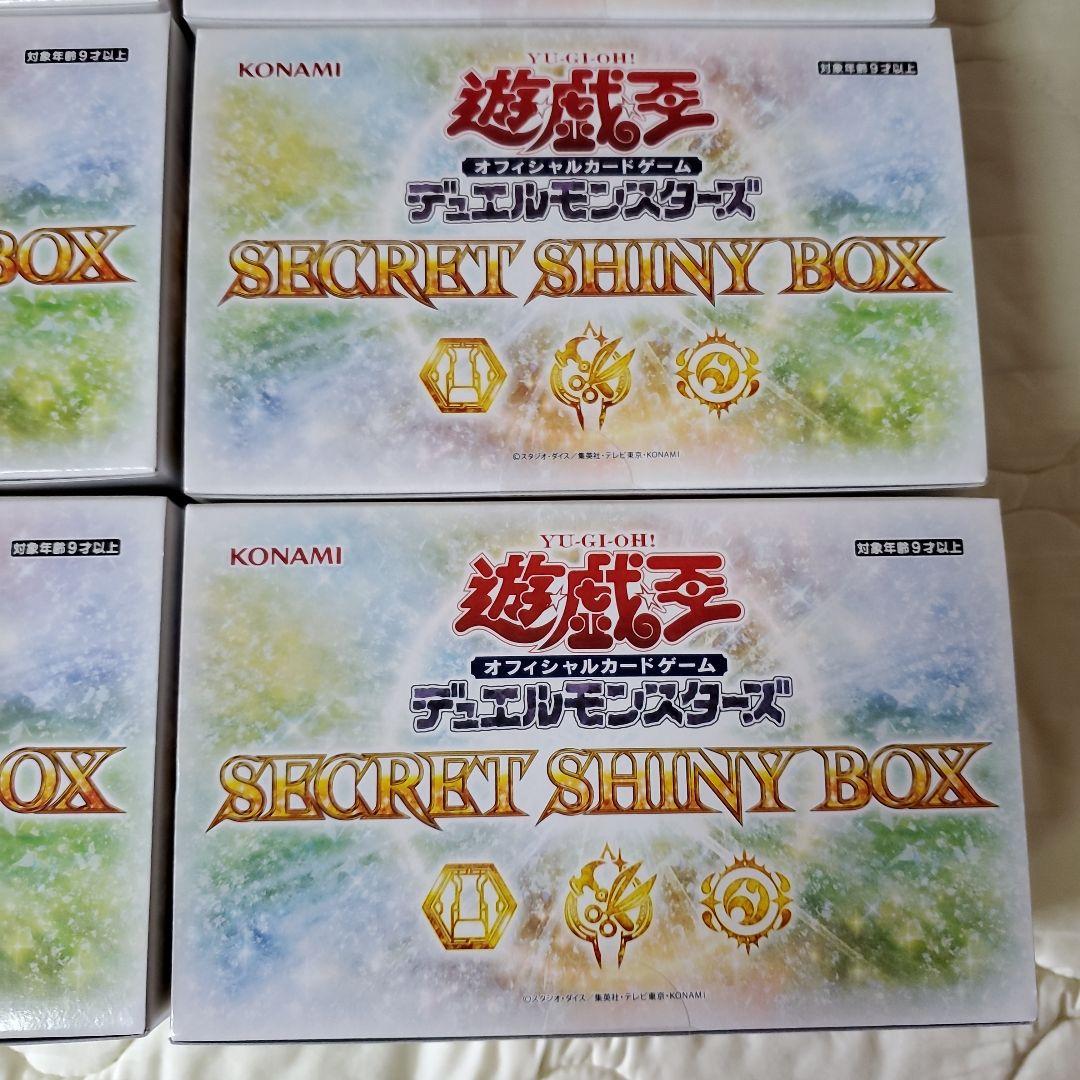 対象年齢9才以上
BOX
KONAMI
YU-GI-OH!
対象年齢9才以上
遊戯王
オフィシャルカードゲーム
デュエルモンスターズ
SECRET SHINY BOX
©スタジオ・ダイス／集英社・テレビ東京・KONAMI
対象年齢9才以上
OX
KONAMI
YU-GI-OH!
対象年齢9才以上
遊戯王
オフィシャルカードゲーム
デュエルモンスターズ
SECRET SHINY BOX
©スタジオ・ダイス／集英社・テレビ東京・KONAMI